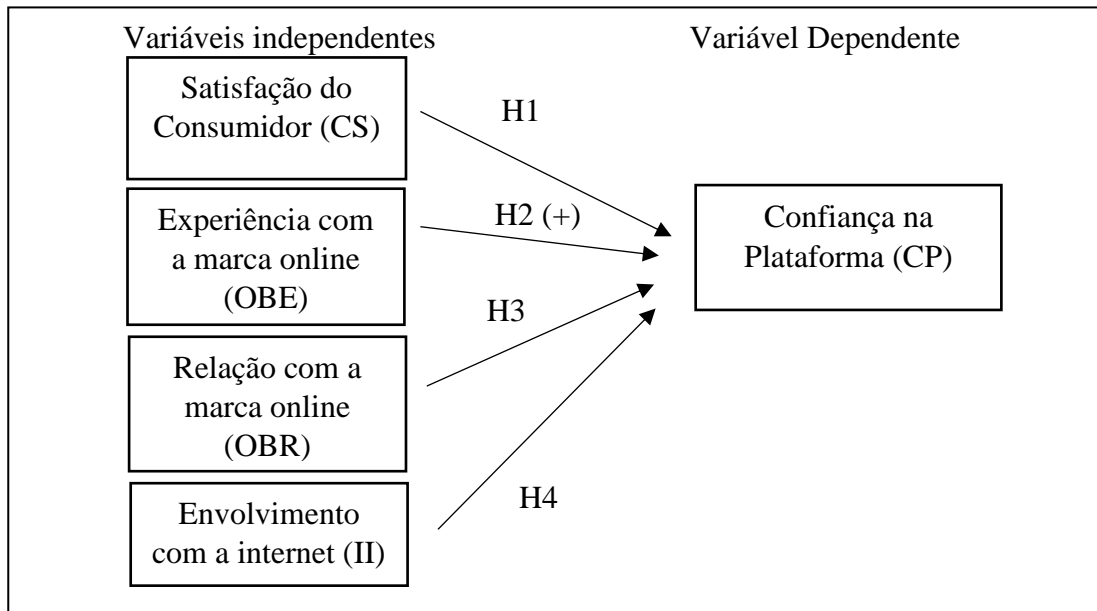 Variáveis independentes
Variável Dependente
Satisfação do
Consumidor (CS)
H1
Experiência com
a marca online
(OBE)
H2 (+)
Confiança na
Plataforma (CP)
H3
Relação com a
marca online
(OBR)
H4
Envolvimento
com a internet (II)